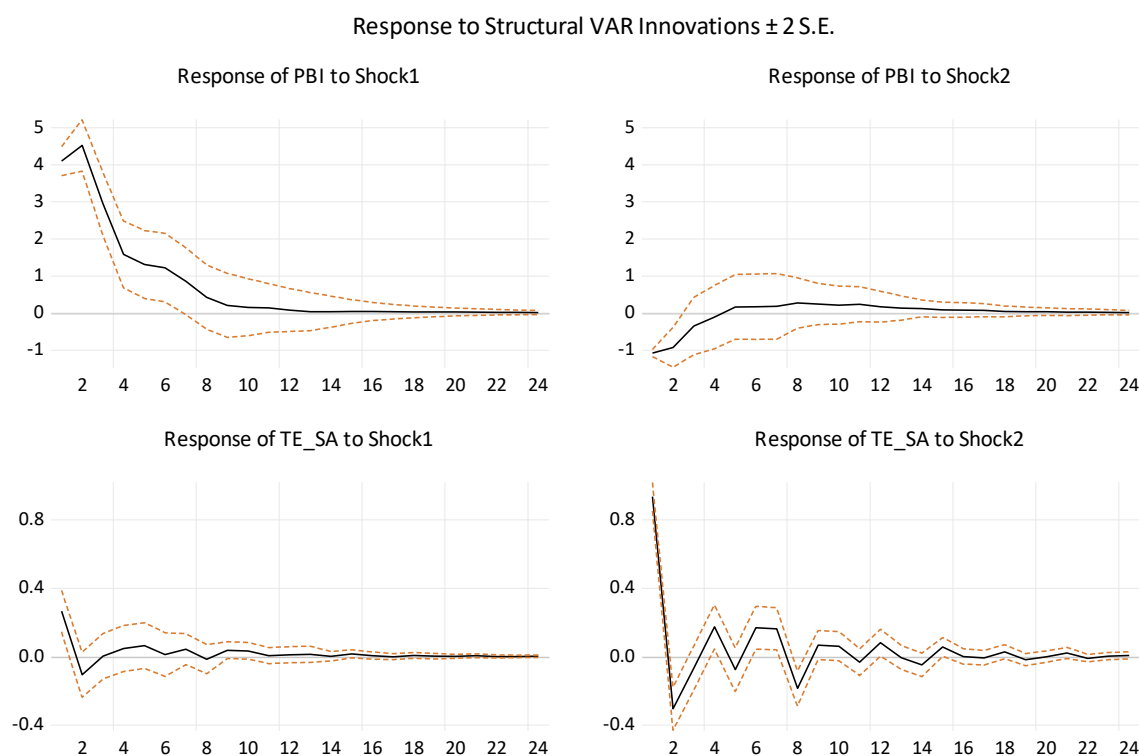 Response to Structural VAR Innovations ± 2 S.E.
Response of PBI to Shock1
5
4
3
2
1
0
-1
2 4 6 8 10 12 14 16 18 20 22 24
Response of PBI to Shock2
5
4
3
2
1
0
-1
2 4 6 8 10 12 14 16 18 20 22 24
Response of TE_SA to Shock1
0.8
0.4
0.0
-0.4
2 4 6 8 10 12 14 16 18 20 22 24
Response of TE_SA to Shock2
0.8
0.4
0.0
-0.4
2 4 6 8 10 12 14 16 18 20 22 24